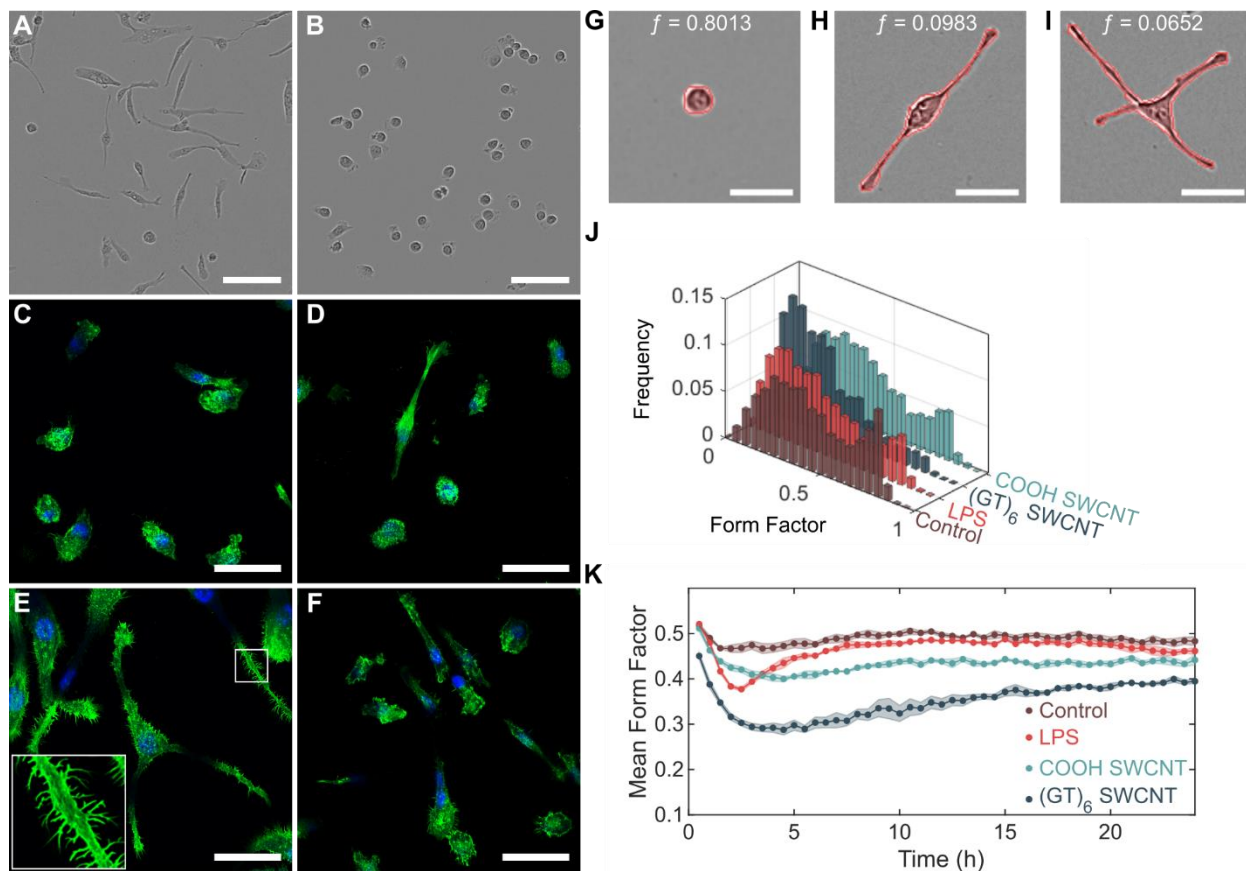 A
B
C
D
E
F
G
ƒ = 0.8013
H
ƒ = 0.0983
I
ƒ = 0.0652
J
0.15
0.1
0.05
0
Frequency
0
0.5
1
Form Factor
COOH SWCNT
(GT)₆ SWCNT
LPS
Control
K
0.5
0.4
0.3
0.2
0.1
Mean Form Factor
Control
LPS
COOH SWCNT
(GT)₆ SWCNT
0
5
10
15
20
Time (h)